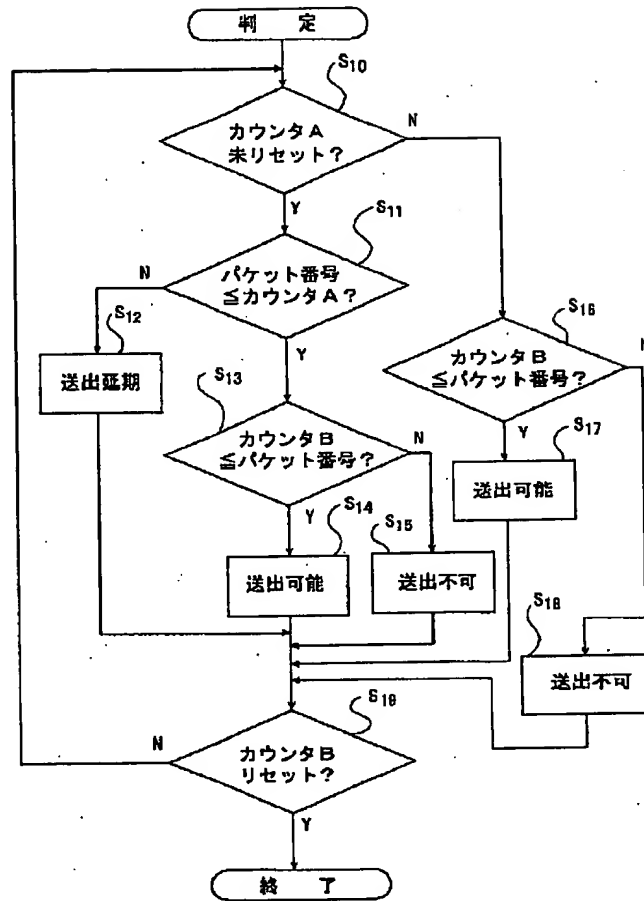 判 定
S10
カウンタA
未リセット?
N
Y
S11
パケット番号
≦カウンタA?
N
Y
S12
送出延期
S13
カウンタB
≦パケット番号?
N
Y
S14
送出可能
S15
送出不可
S16
カウンタB
≦パケット番号?
N
Y
S17
送出可能
S18
送出不可
S19
カウンタB
リセット?
N
Y
終 了